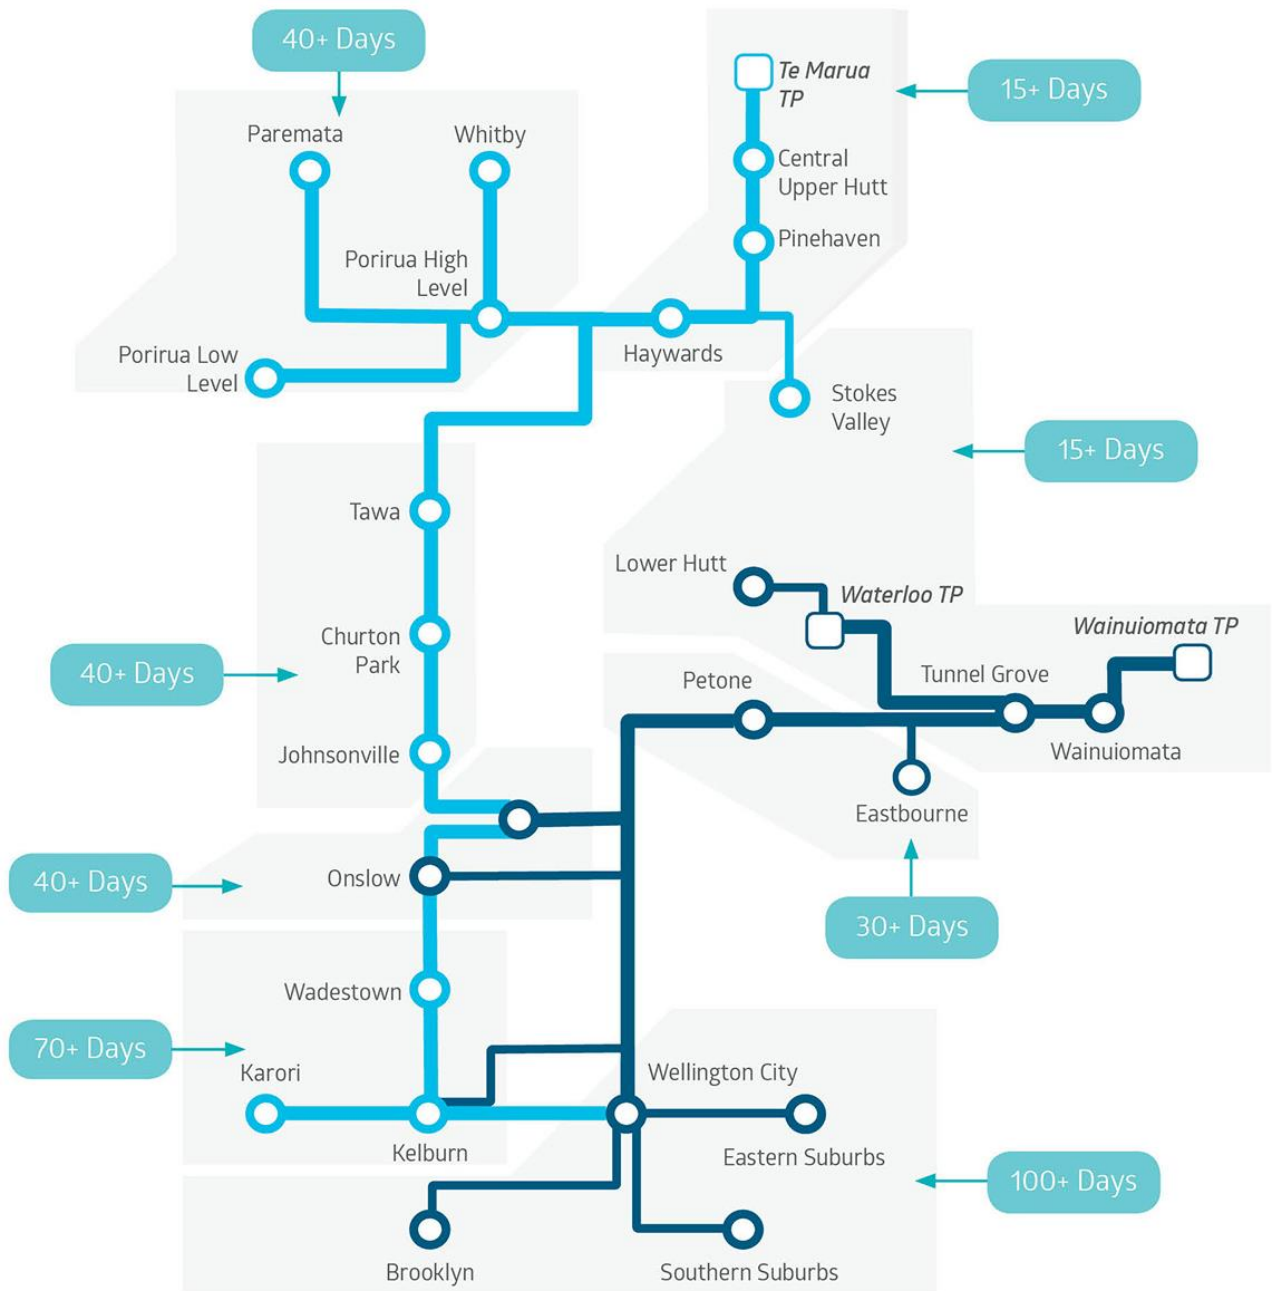 40+ Days
Te Marua
TP
15+ Days
Paremata
Whitby
Central
Upper Hutt
Pinehaven
Porirua High
Level
Haywards
Porirua Low
Level
Stokes
Valley
15+ Days
Tawa
Lower Hutt
Waterloo TP
Wainuiomata TP
Churton
Park
40+ Days
Petone
Tunnel Grove
Wainuiomata
Johnsonville
Eastbourne
40+ Days
Onslow
30+ Days
Wadestown
70+ Days
Karori
Wellington City
Kelburn
Eastern Suburbs
100+ Days
Brooklyn
Southern Suburbs